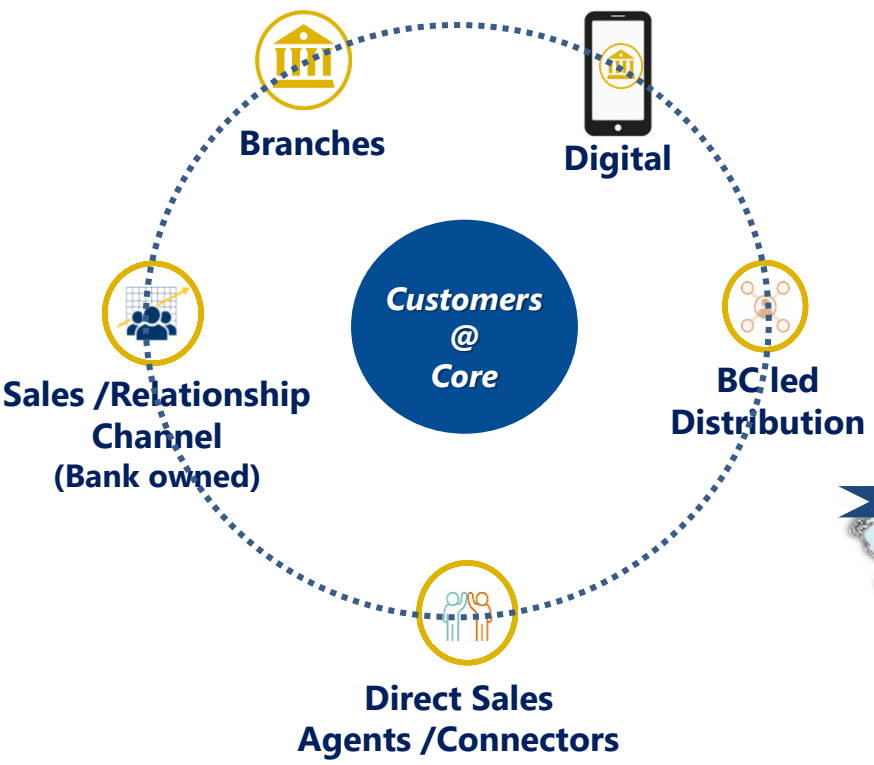 Branches
Digital
Customers
@
Core
Sales /Relationship
Channel
(Bank owned)
BC led
Distribution
Direct Sales
Agents /Connectors